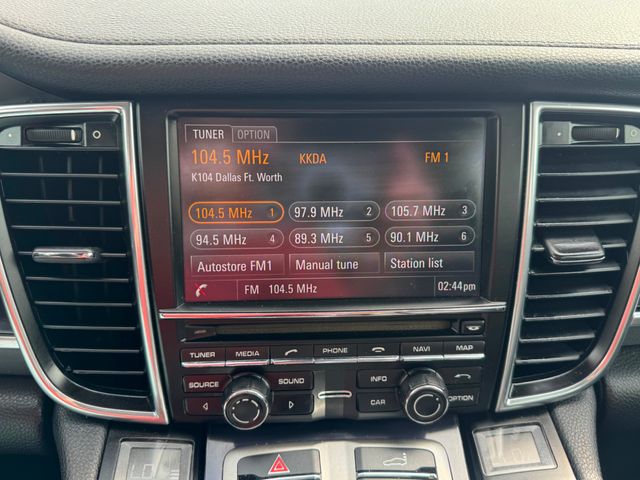 TUNER OPTION
104.5 MHz KKDA FM 1
K104 Dallas Ft. Worth
104.5 MHz 1 97.9 MHz 2 105.7 MHz 3
94.5 MHz 4 89.3 MHz 5 90.1 MHz 6
Autostore FM1 Manual tune Station list
FM 104.5 MHz 02:44pm
TUNER MEDIA PHONE NAVI MAP
SOURCE SOUND INFO
CAR OPTION
LO